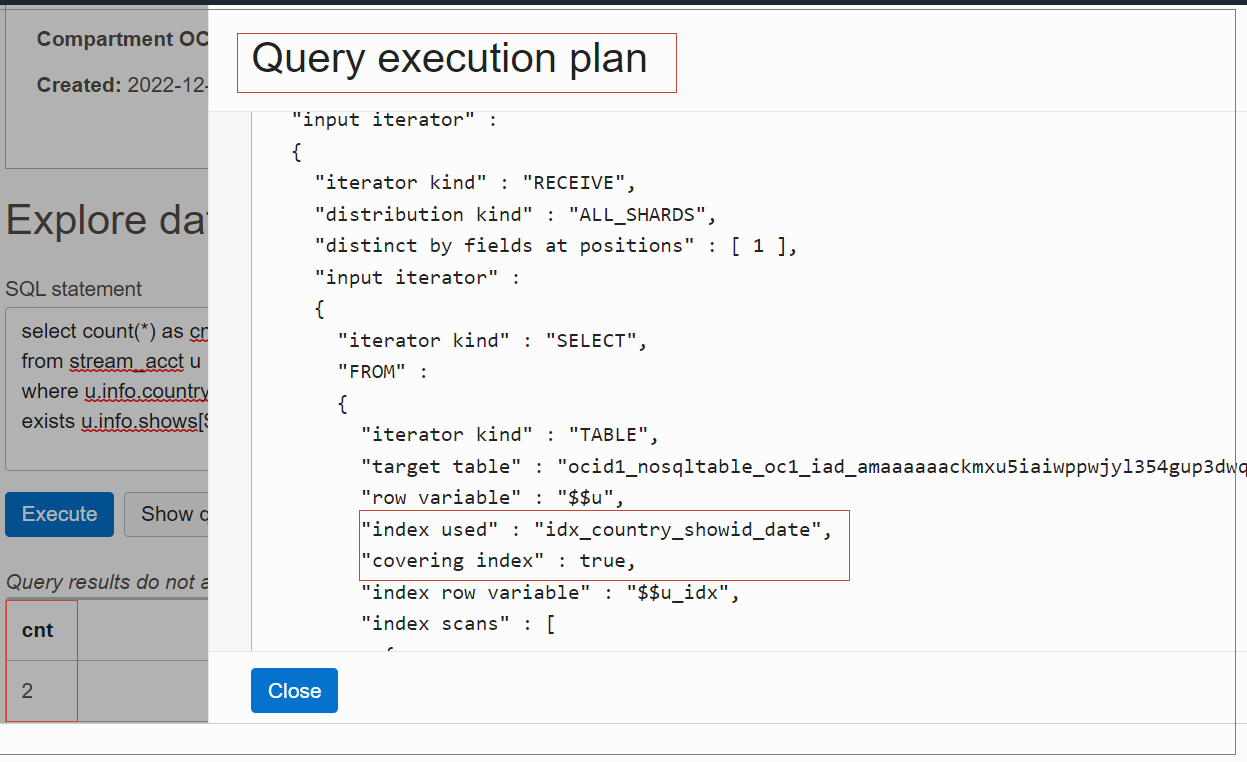 Compartment OC
Created: 2022-12-
Explore da
SQL statement
select count(*) as cn
from stream_acct u
where u.info.country
exists u.info.shows[
Execute
Show
Query results do not a
cnt
2
Query execution plan
"input iterator" :
{
"iterator kind" : "RECEIVE",
"distribution kind" : "ALL_SHARDS",
"distinct by fields at positions" : [ 1 ],
"input iterator" :
{
"iterator kind" : "SELECT",
"FROM" :
{
"iterator kind" : "TABLE",
"target table" : "ocid1_nosqltable_oc1_iad_amaaaaaackmxu5iaiwppwjyl354gup3dwq
"row variable" : "$$u",
"index used" : "idx_country_showid_date",
"covering index" : true,
"index row variable" : "$$u_idx",
"index scans" : [
Close